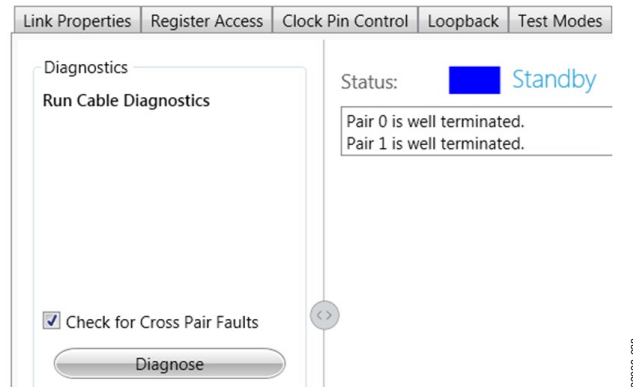 Link Properties Register Access Clock Pin Control Loopback Test Modes
Diagnostics
Run Cable Diagnostics
Check for Cross Pair Faults
Diagnose
Status: Standby
Pair 0 is well terminated.
Pair 1 is well terminated.